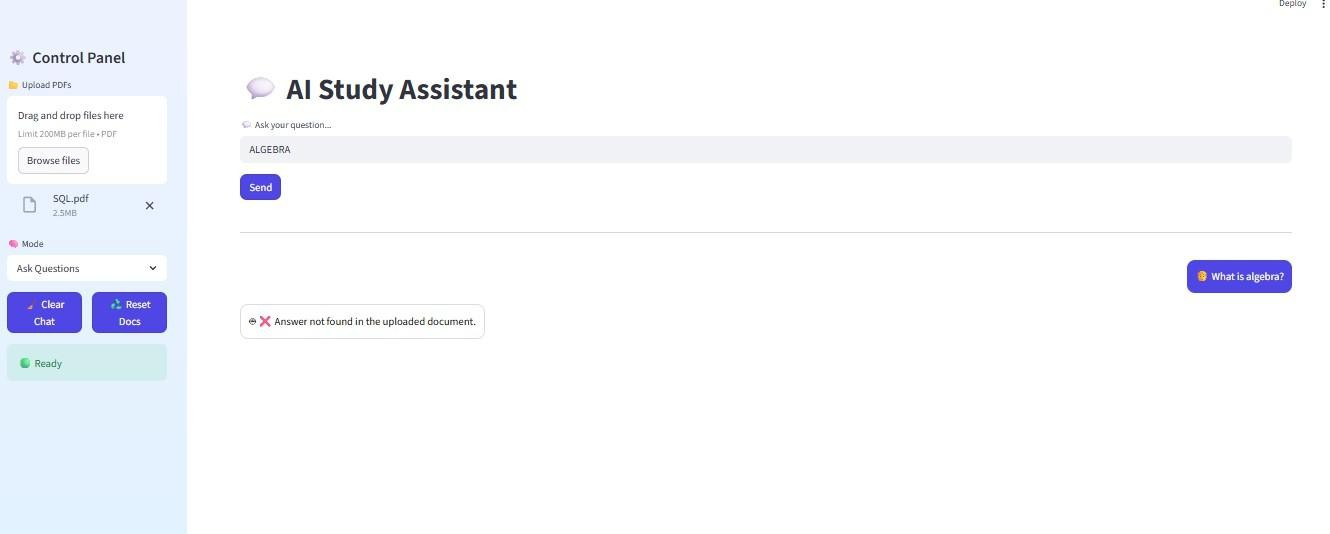 Deploy
Control Panel
Upload PDFs
Drag and drop files here
Limit 200MB per file • PDF
Browse files
SQL.pdf
2.5MB
Mode
Ask Questions
Clear
Chat
Reset
Docs
Ready
AI Study Assistant
Ask your question...
ALGEBRA
Send
What is algebra?
Answer not found in the uploaded document.